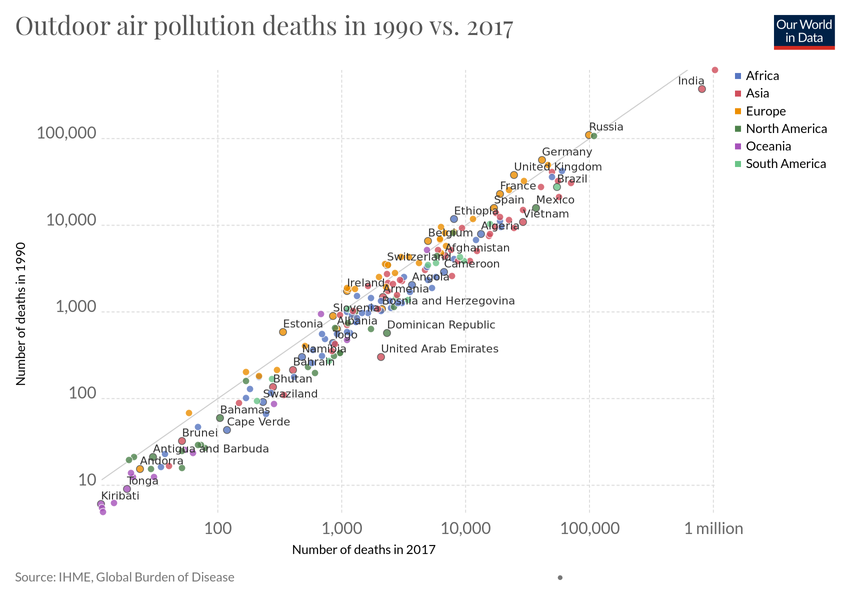 Outdoor air pollution deaths in 1990 vs. 2017
Our World
in Data
India
Africa
Asia
Europe
North America
Oceania
South America
100,000
Russia
Germany
United Kingdom
France
Brazil
Spain
Mexico
Ethiopia
Vietnam
10,000
Algeria
Belgium
Afghanistan
Switzerland
Cameroon
Ireland
Angola
Armenia
Bosnia and Herzegovina
1,000
Slovenia
Estonia
Albania
Dominican Republic
Togo
Namibia
United Arab Emirates
Bahrain
Bhutan
100
Swaziland
Bahamas
Cape Verde
Brunei
Antigua and Barbuda
Andorra
10
Tonga
Kiribati
Number of deaths in 1990
100
1,000
10,000
100,000
1 million
Number of deaths in 2017
Source: IHME, Global Burden of Disease